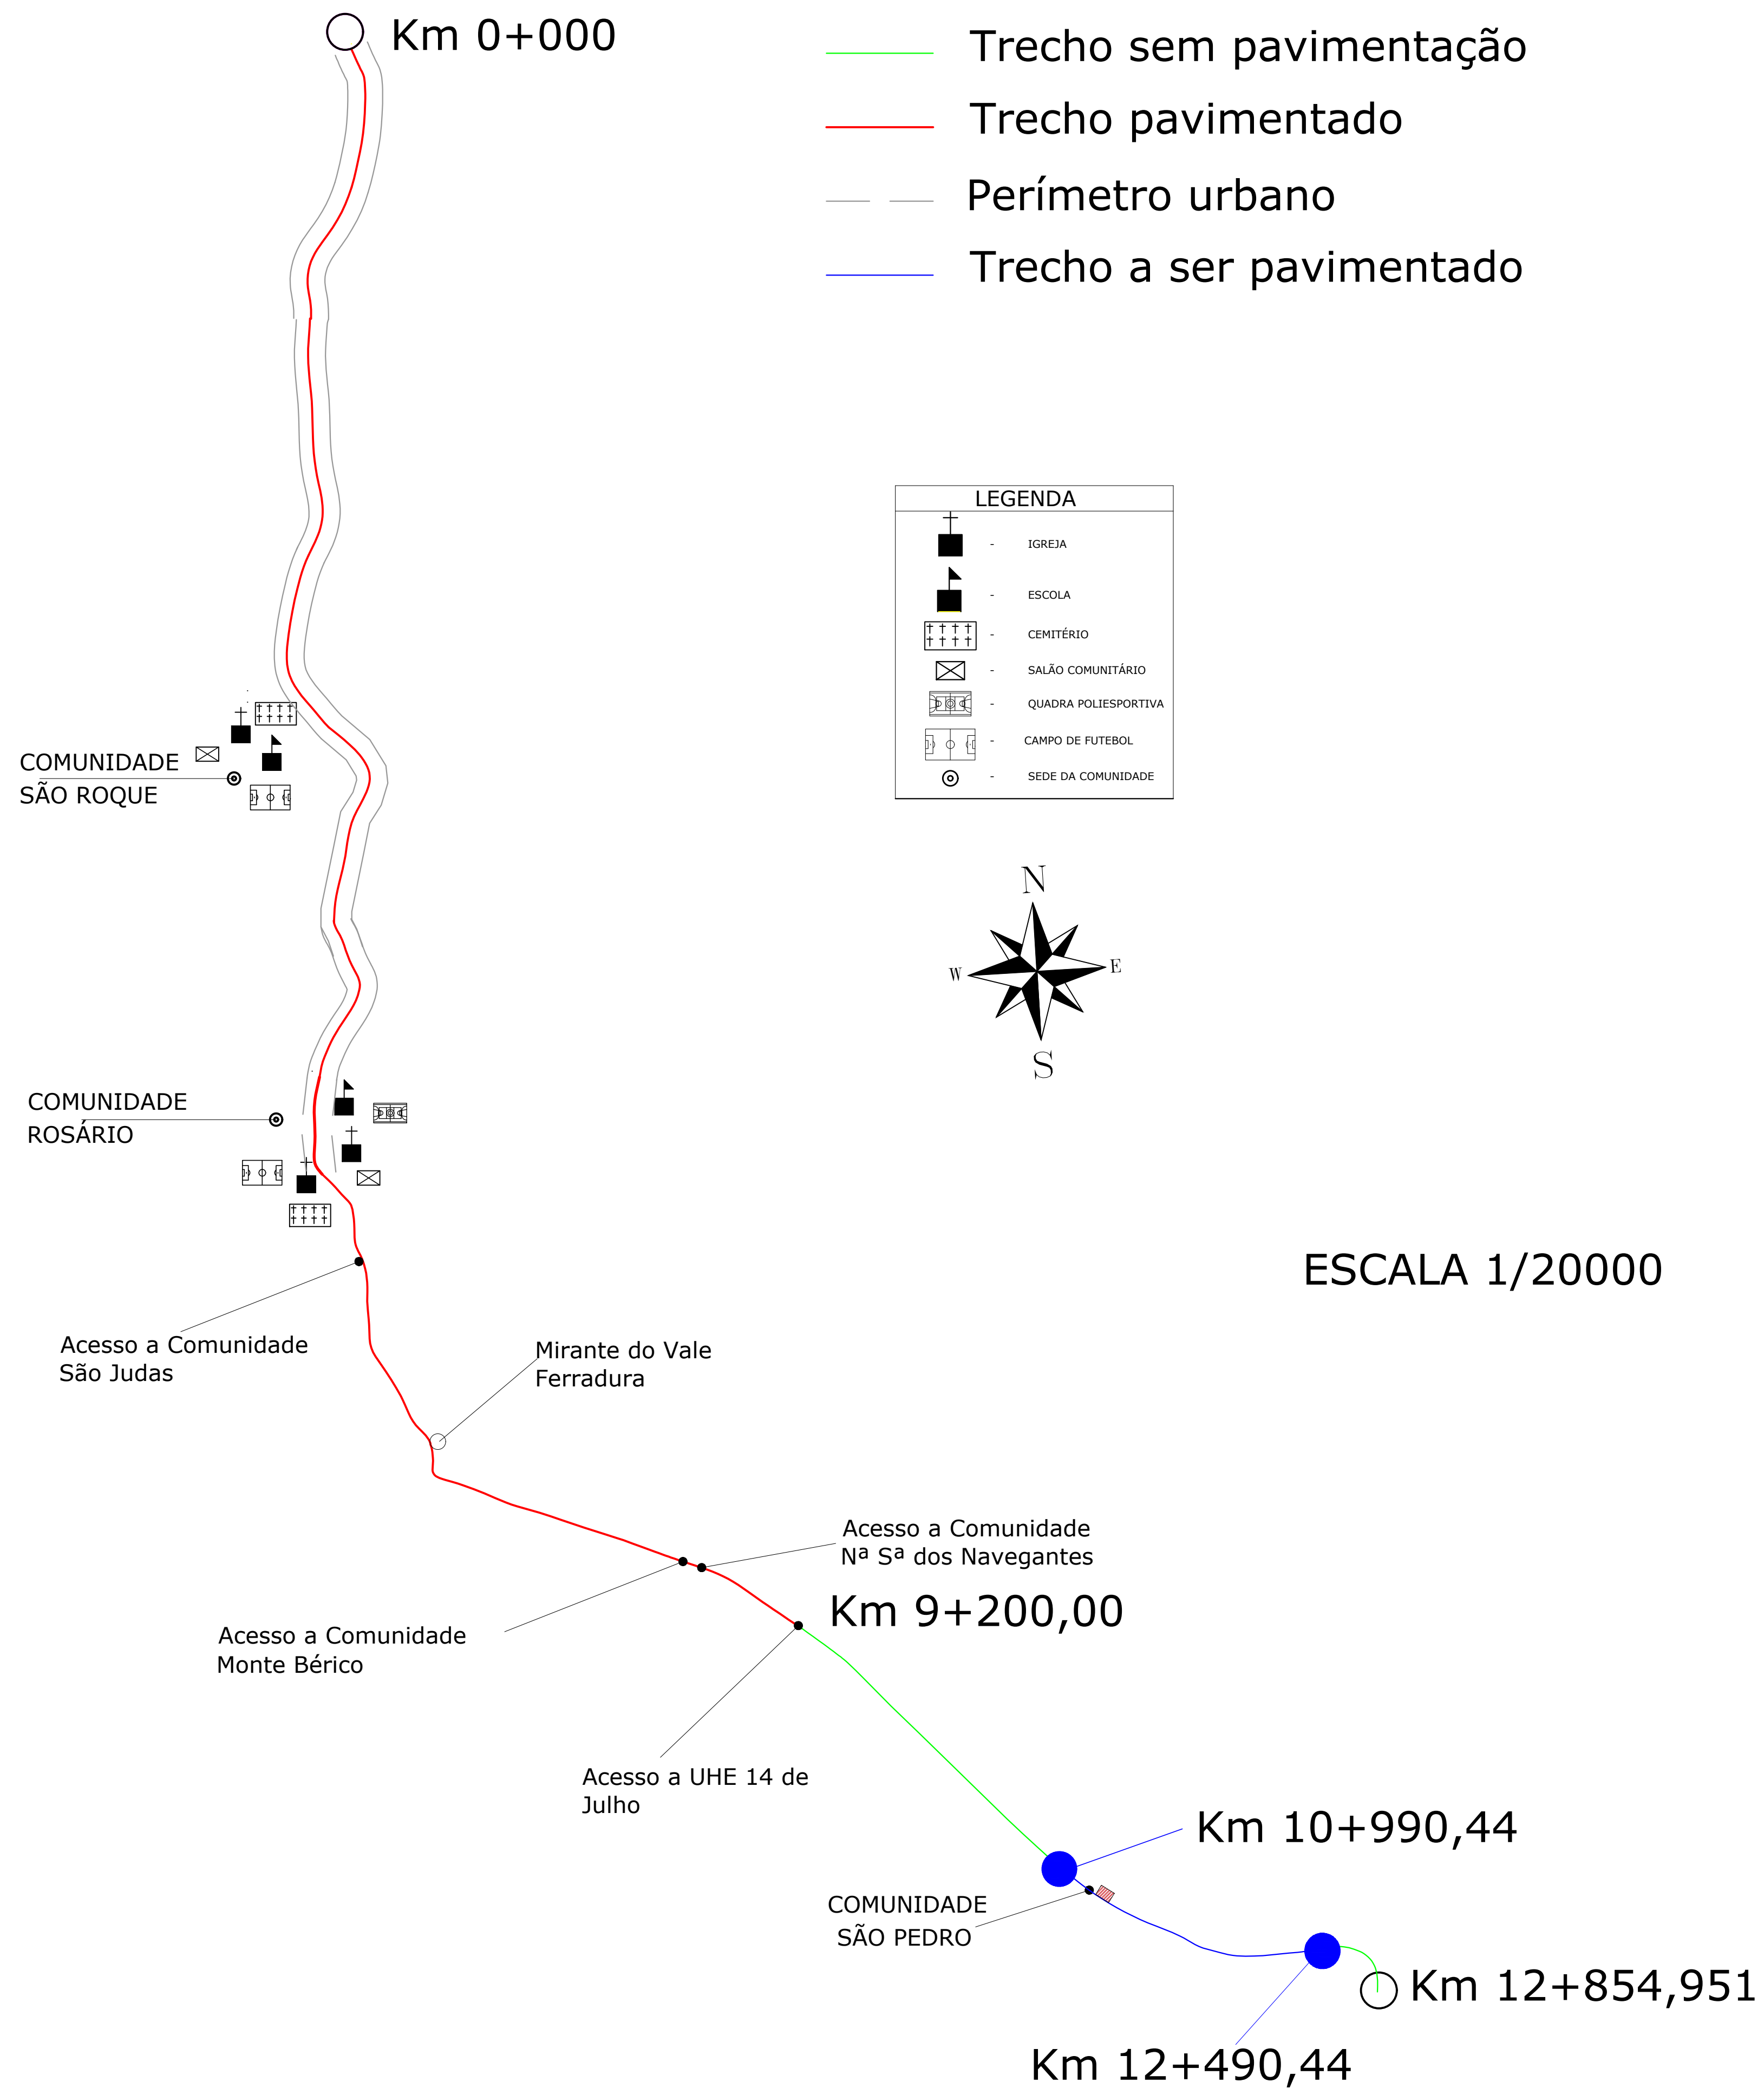 Km 0+000
Trecho sem pavimentação
Trecho pavimentado
Perímetro urbano
Trecho a ser pavimentado
LEGENDA
- IGREJA
- ESCOLA
- CEMITÉRIO
- SALÃO COMUNITÁRIO
- QUADRA POLIESPORTIVA
- CAMPO DE FUTEBOL
- SEDE DA COMUNIDADE
COMUNIDADE
SÃO ROQUE
N
W
E
S
COMUNIDADE
ROSÁRIO
ESCALA 1/20000
Acesso a Comunidade
São Judas
Mirante do Vale
Ferradura
Acesso a Comunidade
Nª Sª dos Navegantes
Km 9+200,00
Acesso a Comunidade
Monte Bérico
Acesso a UHE 14 de
Julho
Km 10+990,44
COMUNIDADE
SÃO PEDRO
Km 12+854,951
Km 12+490,44